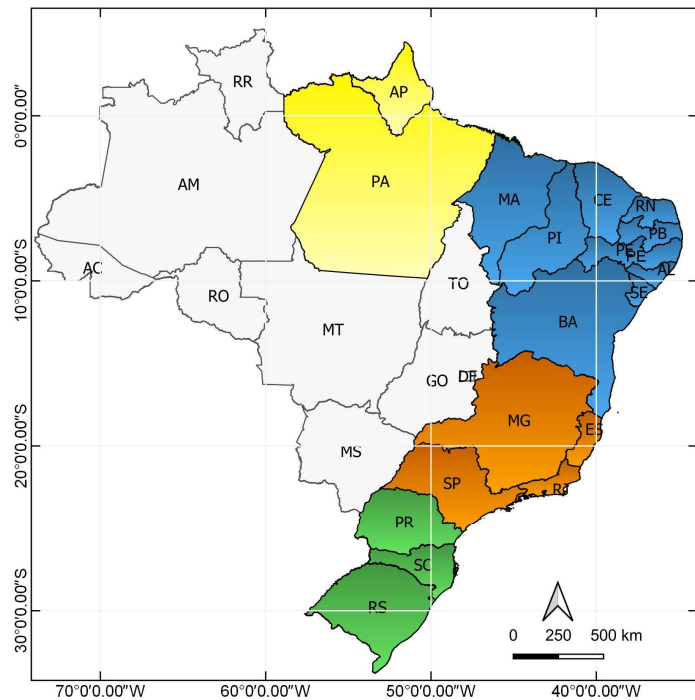 RR
AP
0°0'0.00"
AM
PA
MA
CE
RN
PI
PB
PE
PE
AC
AL
TO
SE
10°0'0.00"S
RO
MT
BA
GO
DF
MG
ES
20°0'0.00"S
MS
SP
RJ
PR
SC
RS
30°0'0.00"S
0 250 500 km
70°0'0.00"W 60°0'0.00"W 50°0'0.00"W 40°0'0.00"W